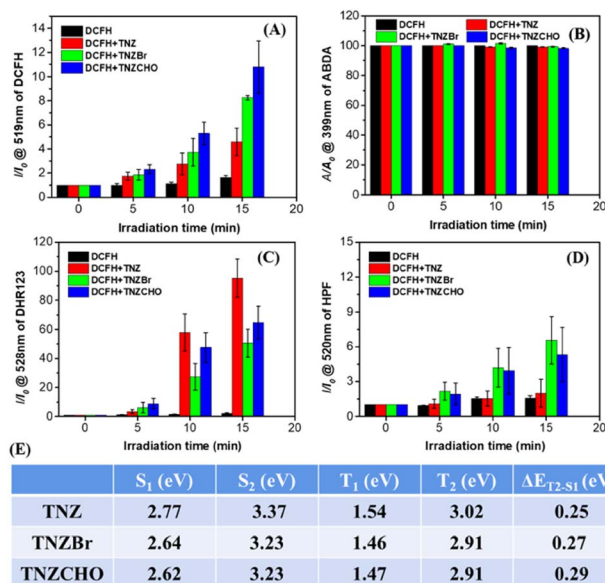 (A)
I/I0 @ 519nm of DCFH
14
12
10
8
6
4
2
0
DCFH
DCFH+TNZ
DCFH+TNZBr
DCFH+TNZCHO
0 5 10 15 20
Irradiation time (min)
(B)
A/A0 @ 399nm of ABDA
120
100
80
60
40
20
0
DCFH DCFH+TNZ
DCFH+TNZBr DCFH+TNZCHO
0 5 10 15 20
Irradiation time (min)
(C)
I/I0 @ 528nm of DHR123
120
100
80
60
40
20
0
DCFH
DCFH+TNZ
DCFH+TNZBr
DCFH+TNZCHO
0 5 10 15 20
Irradiation time (min)
(D)
I/I0 @ 520nm of HPF
15
12
9
6
3
0
DCFH
DCFH+TNZ
DCFH+TNZBr
DCFH+TNZCHO
0 5 10 15 20
Irradiation time (min)
(E)
S1 (eV) S2 (eV) T1 (eV) T2 (eV) ΔET2-S1 (eV
TNZ 2.77 3.37 1.54 3.02 0.25
TNZBr 2.64 3.23 1.46 2.91 0.27
TNZCHO 2.62 3.23 1.47 2.91 0.29